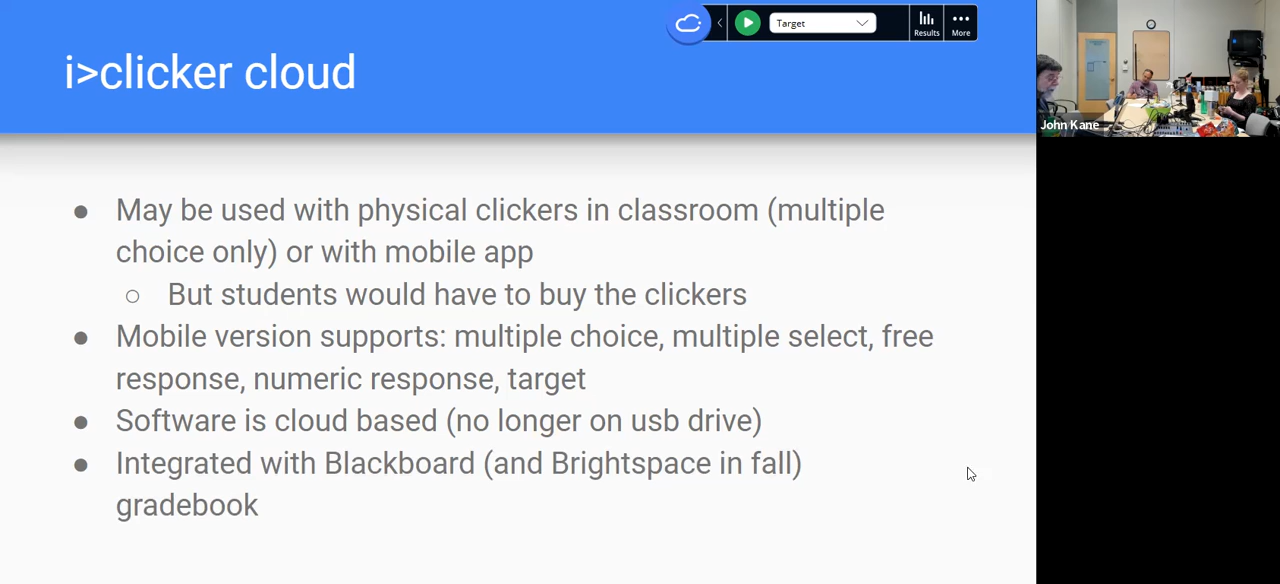 Target
Results
More
i>clicker cloud
John Kane
● May be used with physical clickers in classroom (multiple
choice only) or with mobile app
○ But students would have to buy the clickers
● Mobile version supports: multiple choice, multiple select, free
response, numeric response, target
● Software is cloud based (no longer on usb drive)
● Integrated with Blackboard (and Brightspace in fall)
gradebook